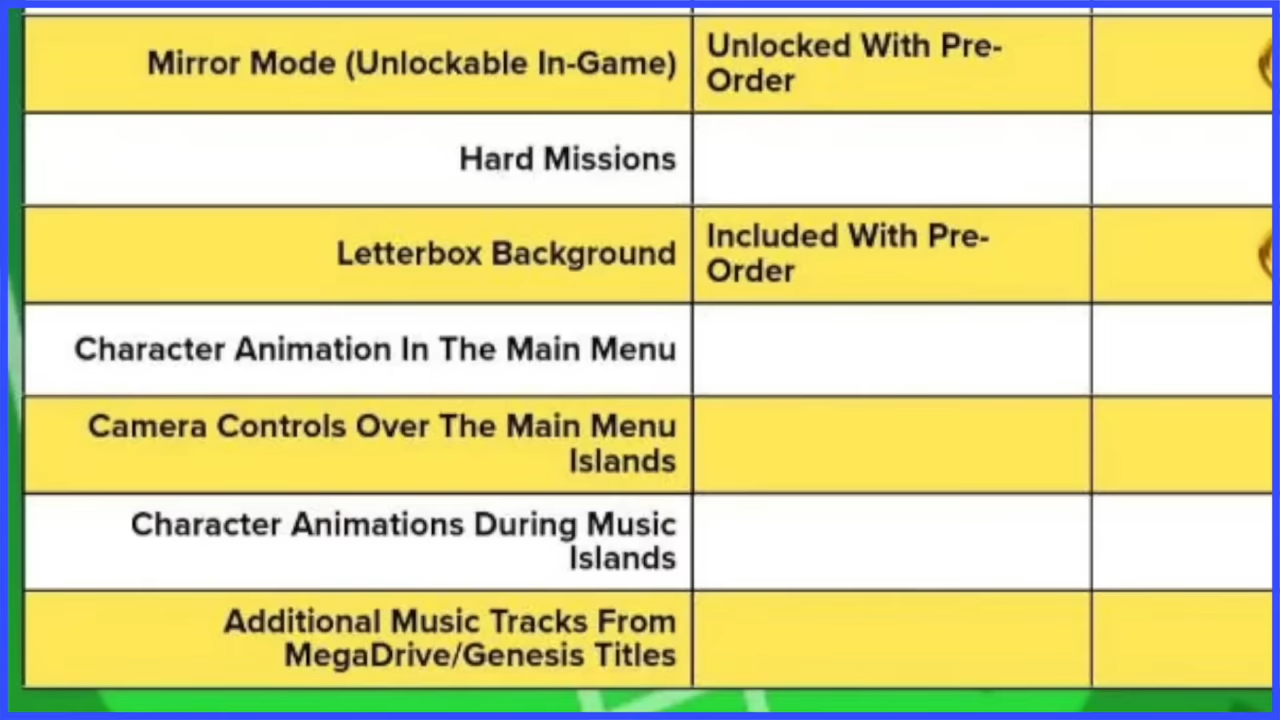 Mirror Mode (Unlockable In-Game)
Unlocked With Pre-
Order
Hard Missions
Letterbox Background
Included With Pre-
Order
Character Animation In The Main Menu
Camera Controls Over The Main Menu
Islands
Character Animations During Music
Islands
Additional Music Tracks From
MegaDrive/Genesis Titles